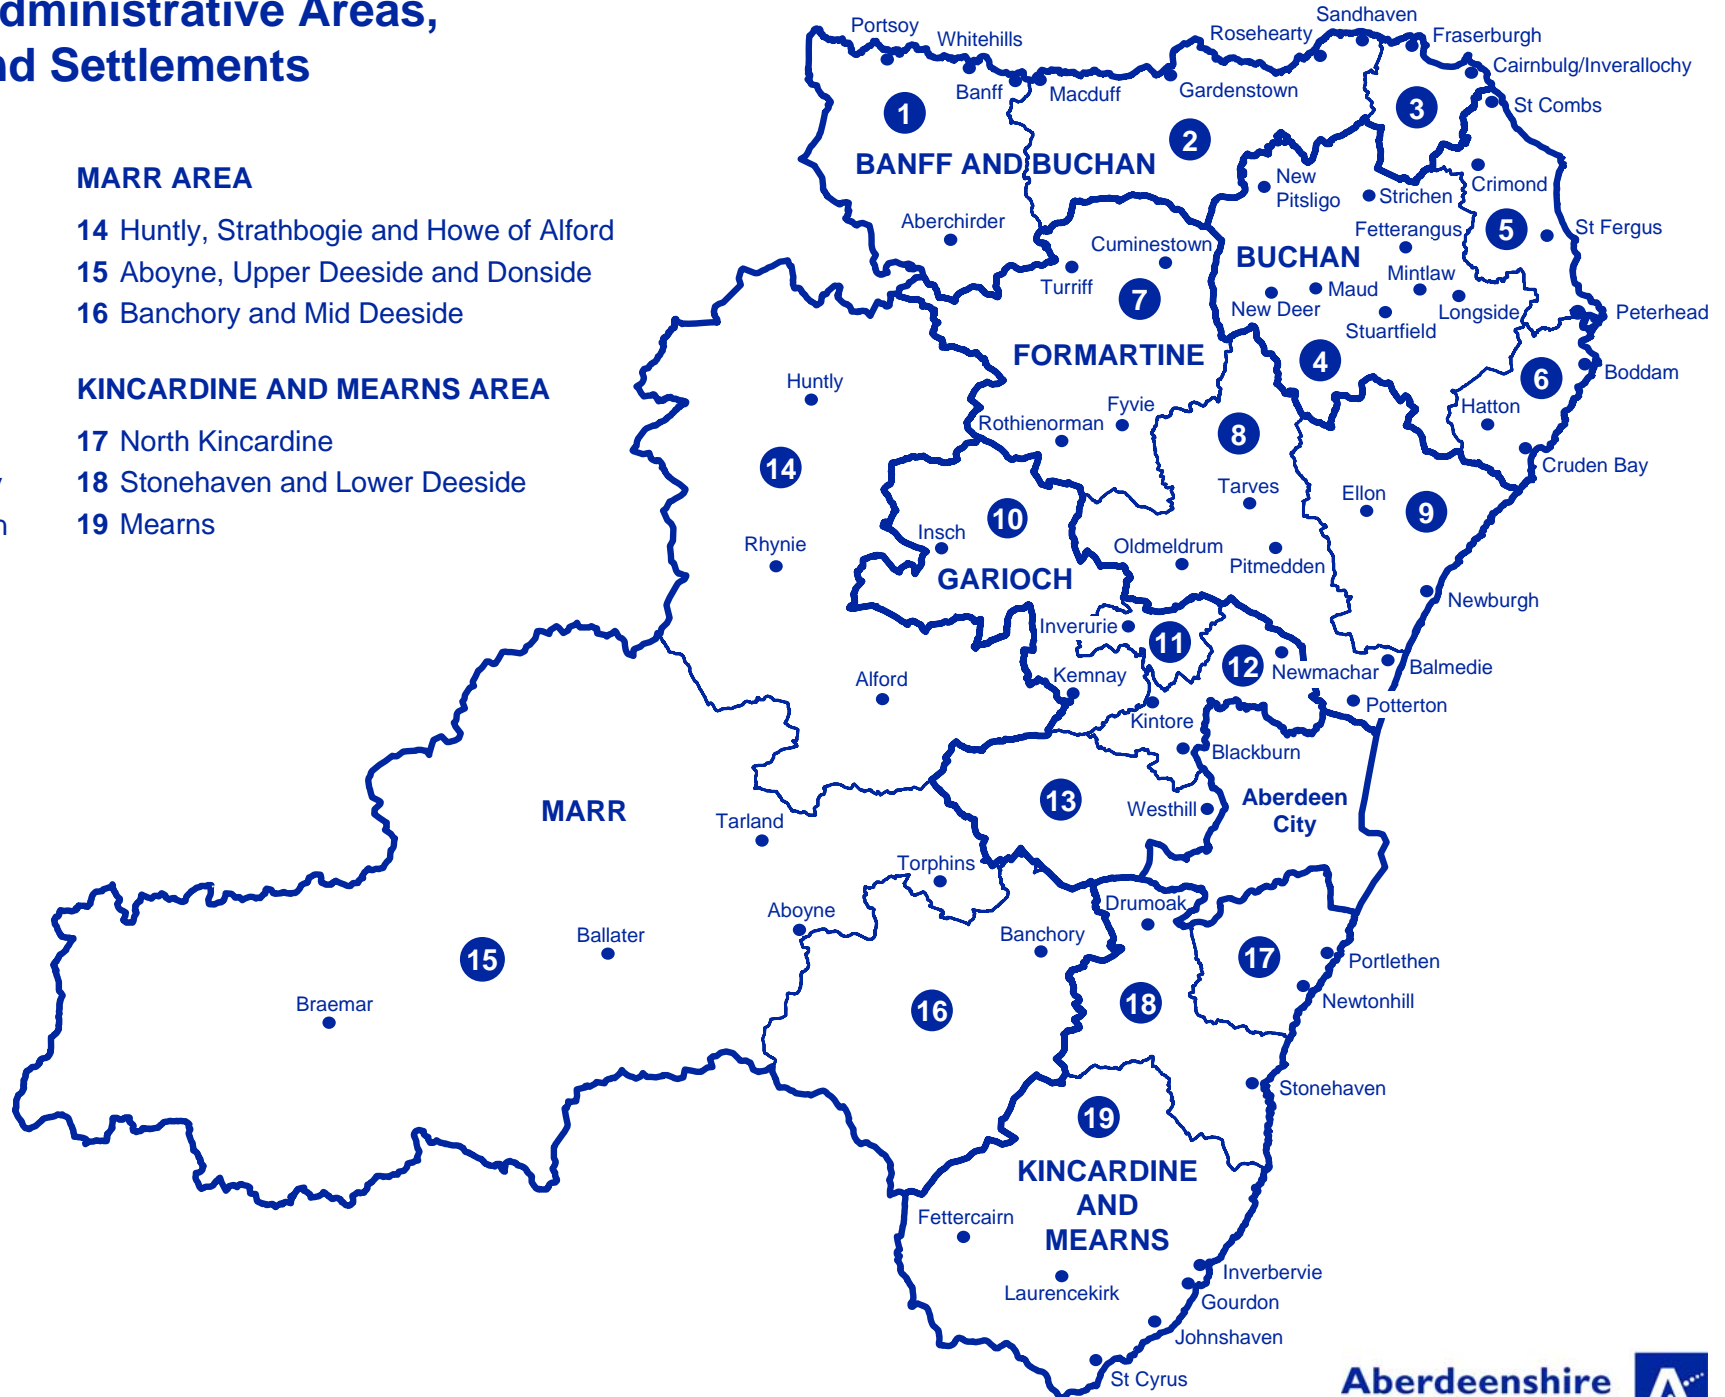 dministrative Areas,
nd Settlements
MARR AREA
14 Huntly, Strathbogie and Howe of Alford
15 Aboyne, Upper Deeside and Donside
16 Banchory and Mid Deeside
KINCARDINE AND MEARNS AREA
17 North Kincardine
18 Stonehaven and Lower Deeside
19 Mearns
y
n
Portsoy
Whitehills
Banff
Macduff
Gardenstown
Rosehearty
Sandhaven
Fraserburgh
Cairnbulg/Inverallochy
St Combs
1
2
3
BANFF AND BUCHAN
Aberchirder
New
Pitsligo
Strichen
Crimond
Fetterangus
5
St Fergus
BUCHAN
Mintlaw
Maud
New Deer
Longside
Stuartfield
Peterhead
4
6
Boddam
Hatton
Cruden Bay
Cuminestown
Turriff
7
FORMARTINE
Fyvie
Rothienorman
8
Tarves
Ellon
9
Oldmeldrum
Pitmedden
Newburgh
Balmedie
Potterton
Huntly
14
Rhynie
Alford
10
Insch
GARIOCH
Inverurie
11
12
Newmachar
Kemnay
Kintore
Blackburn
13
Westhill
Aberdeen
City
MARR
Tarland
Torphins
Aboyne
Ballater
15
Braemar
Banchory
16
Drumoak
17
Portlethen
Newtonhill
18
Stonehaven
19
KINCARDINE
AND
MEARNS
Fettercairn
Laurencekirk
Inverbervie
Gourdon
Johnshaven
St Cyrus
Aberdeenshire